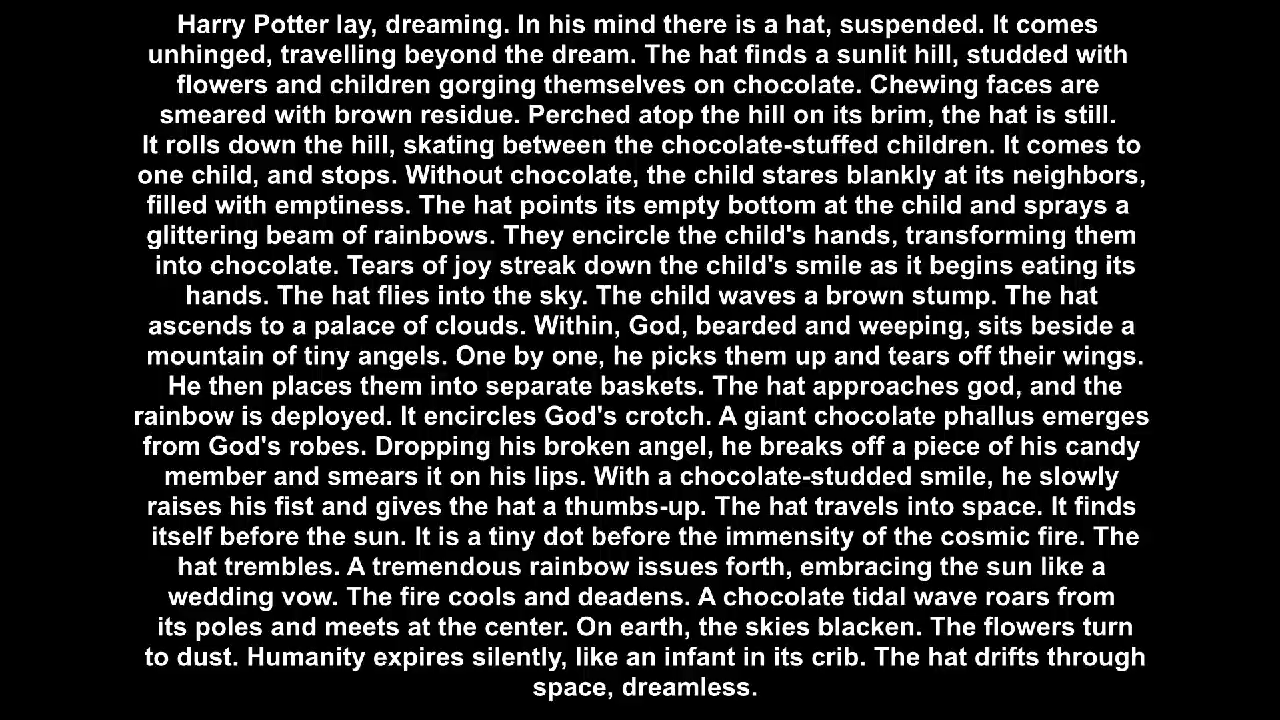 Harry Potter lay, dreaming. In his mind there is a hat, suspended. It comes
unhinged, travelling beyond the dream. The hat finds a sunlit hill, studded with
flowers and children gorging themselves on chocolate. Chewing faces are
smeared with brown residue. Perched atop the hill on its brim, the hat is still.
It rolls down the hill, skating between the chocolate-stuffed children. It comes to
one child, and stops. Without chocolate, the child stares blankly at its neighbors,
filled with emptiness. The hat points its empty bottom at the child and sprays a
glittering beam of rainbows. They encircle the child's hands, transforming them
into chocolate. Tears of joy streak down the child's smile as it begins eating its
hands. The hat flies into the sky. The child waves a brown stump. The hat
ascends to a palace of clouds. Within, God, bearded and weeping, sits beside a
mountain of tiny angels. One by one, he picks them up and tears off their wings.
He then places them into separate baskets. The hat approaches god, and the
rainbow is deployed. It encircles God's crotch. A giant chocolate phallus emerges
from God's robes. Dropping his broken angel, he breaks off a piece of his candy
member and smears it on his lips. With a chocolate-studded smile, he slowly
raises his fist and gives the hat a thumbs-up. The hat travels into space. It finds
itself before the sun. It is a tiny dot before the immensity of the cosmic fire. The
hat trembles. A tremendous rainbow issues forth, embracing the sun like a
wedding vow. The fire cools and deadens. A chocolate tidal wave roars from
its poles and meets at the center. On earth, the skies blacken. The flowers turn
to dust. Humanity expires silently, like an infant in its crib. The hat drifts through
space, dreamless.